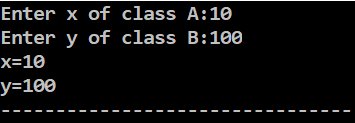 Enter x of class A:10
Enter y of class B:100
x=10
y=100
--------------------------------